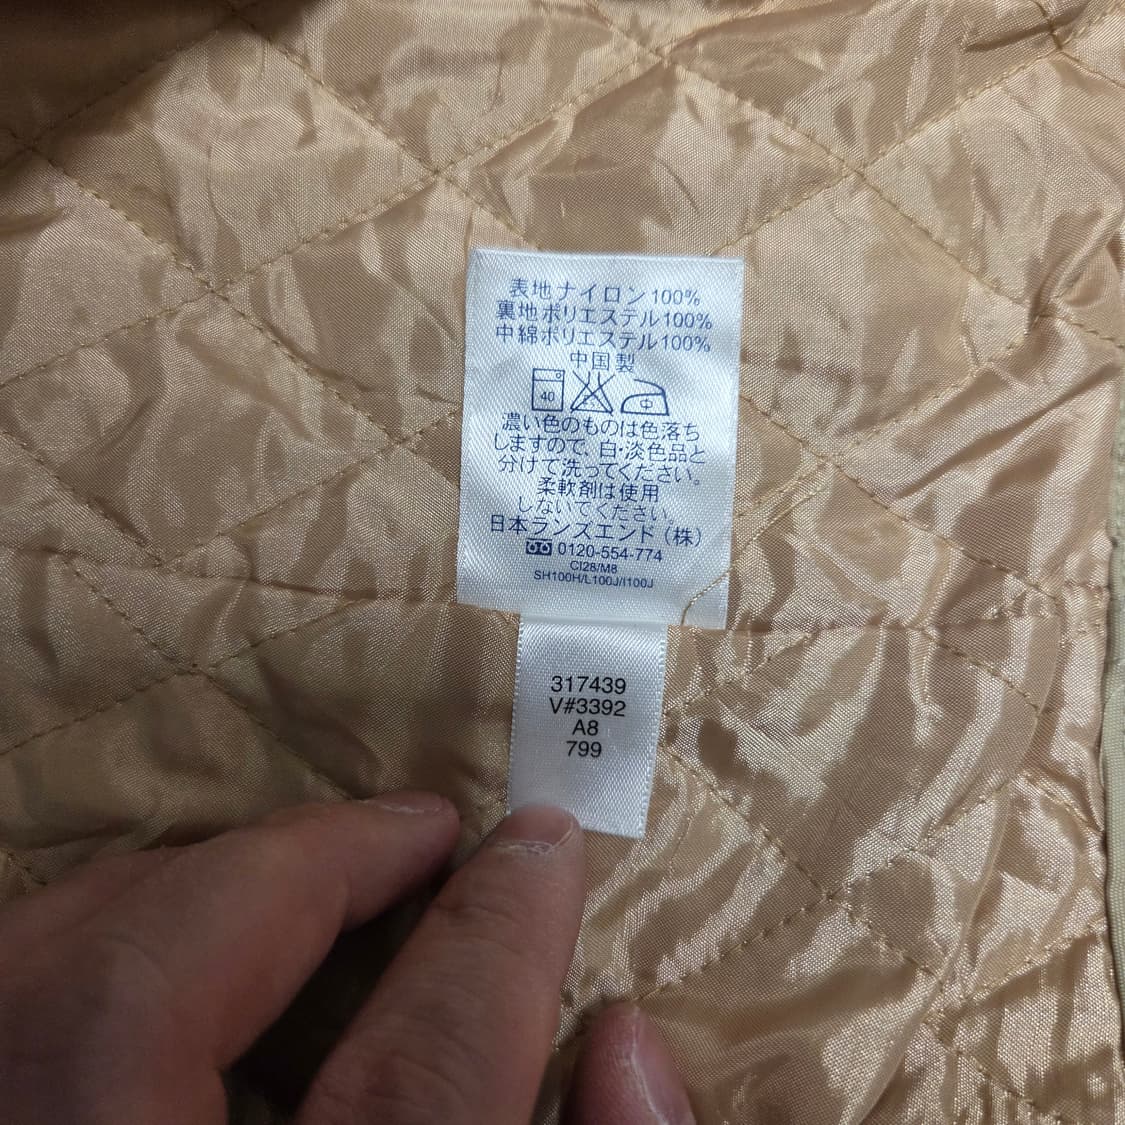 表地ナイロン100%
裏地ポリエステル100%
中綿ポリエステル100%
中国製
40
中
濃い色のものは色落ち
しますので、白・淡色品と
分けて洗ってください。
柔軟剤は使用
しないでください。
日本ランズエンド(株)
0120-554-774
CI28/M8
SH100H/L100J/I100J
317439
V#3392
A8
799